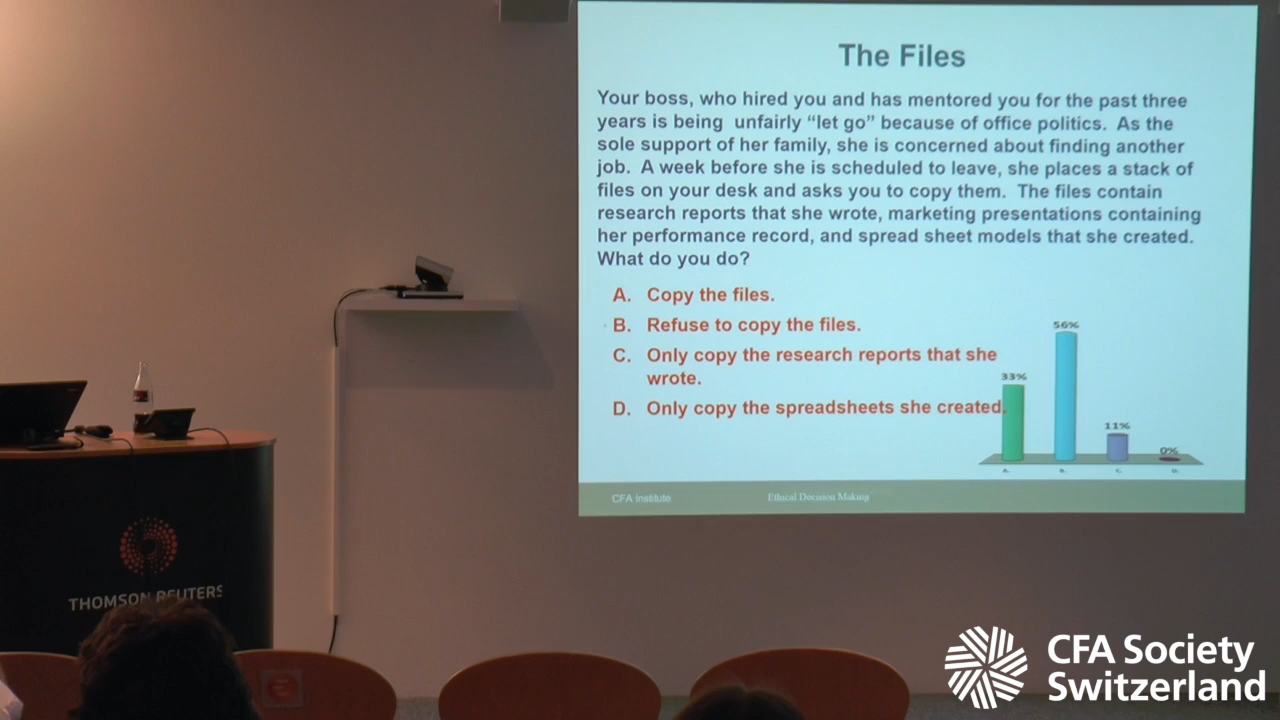 The Files
Your boss, who hired you and has mentored you for the past three
years is being unfairly “let go” because of office politics. As the
sole support of her family, she is concerned about finding another
job. A week before she is scheduled to leave, she places a stack of
files on your desk and asks you to copy them. The files contain
research reports that she wrote, marketing presentations containing
her performance record, and spread sheet models that she created.
What do you do?
A. Copy the files.
B. Refuse to copy the files.
C. Only copy the research reports that she
wrote.
D. Only copy the spreadsheets she created.
56%
33%
11%
0%
A.
B.
C.
D.
CFA Institute
Ethical Decision Making
THOMSON REUTERS
CFA Society
Switzerland